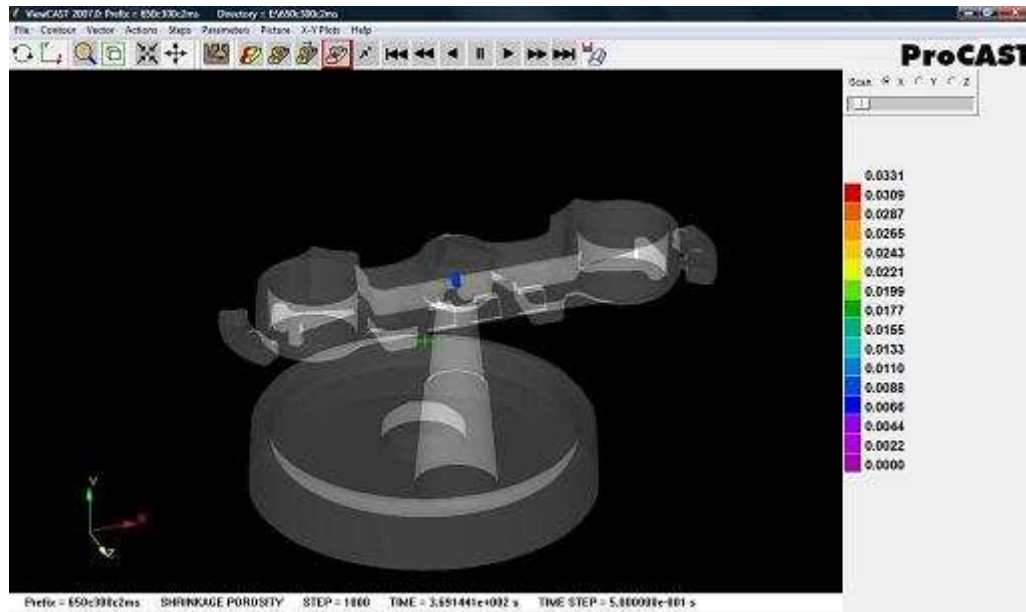 ViewCAST 2007.0: Prefix = 650c300c2ms Directory = E:\650c300c2ms
File Contour Vector Actions Steps Parameters Picture X-Y Plots Help
ProCAST
Scan X Y Z
0.0331
0.0309
0.0287
0.0265
0.0243
0.0221
0.0199
0.0177
0.0155
0.0133
0.0110
0.0088
0.0066
0.0044
0.0022
0.0000
Y
X
Z
Prefix = 650c300c2ms SHRINKAGE POROSITY STEP = 1000 TIME = 3.691441e+002 s TIME STEP = 5.000000e-001 s